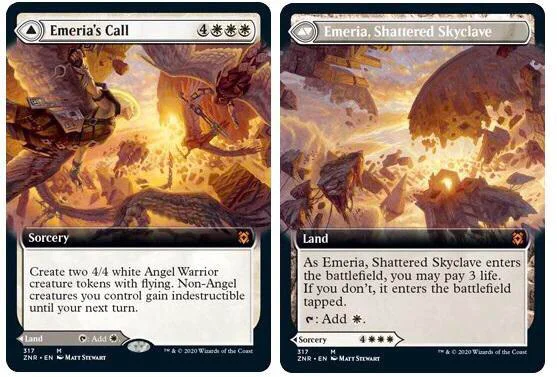 Emeria's Call 4
Sorcery
Create two 4/4 white Angel Warrior
creature tokens with flying. Non-Angel
creatures you control gain indestructible
until your next turn.
Land : Add
317 M
ZNR • EN MATT STEWART
™ & © 2020 Wizards of the Coast
Emeria, Shattered Skyclave
Land
As Emeria, Shattered Skyclave enters
the battlefield, you may pay 3 life.
If you don't, it enters the battlefield
tapped.
: Add .
Sorcery 4
317 M
ZNR • EN MATT STEWART
™ & © 2020 Wizards of the Coast